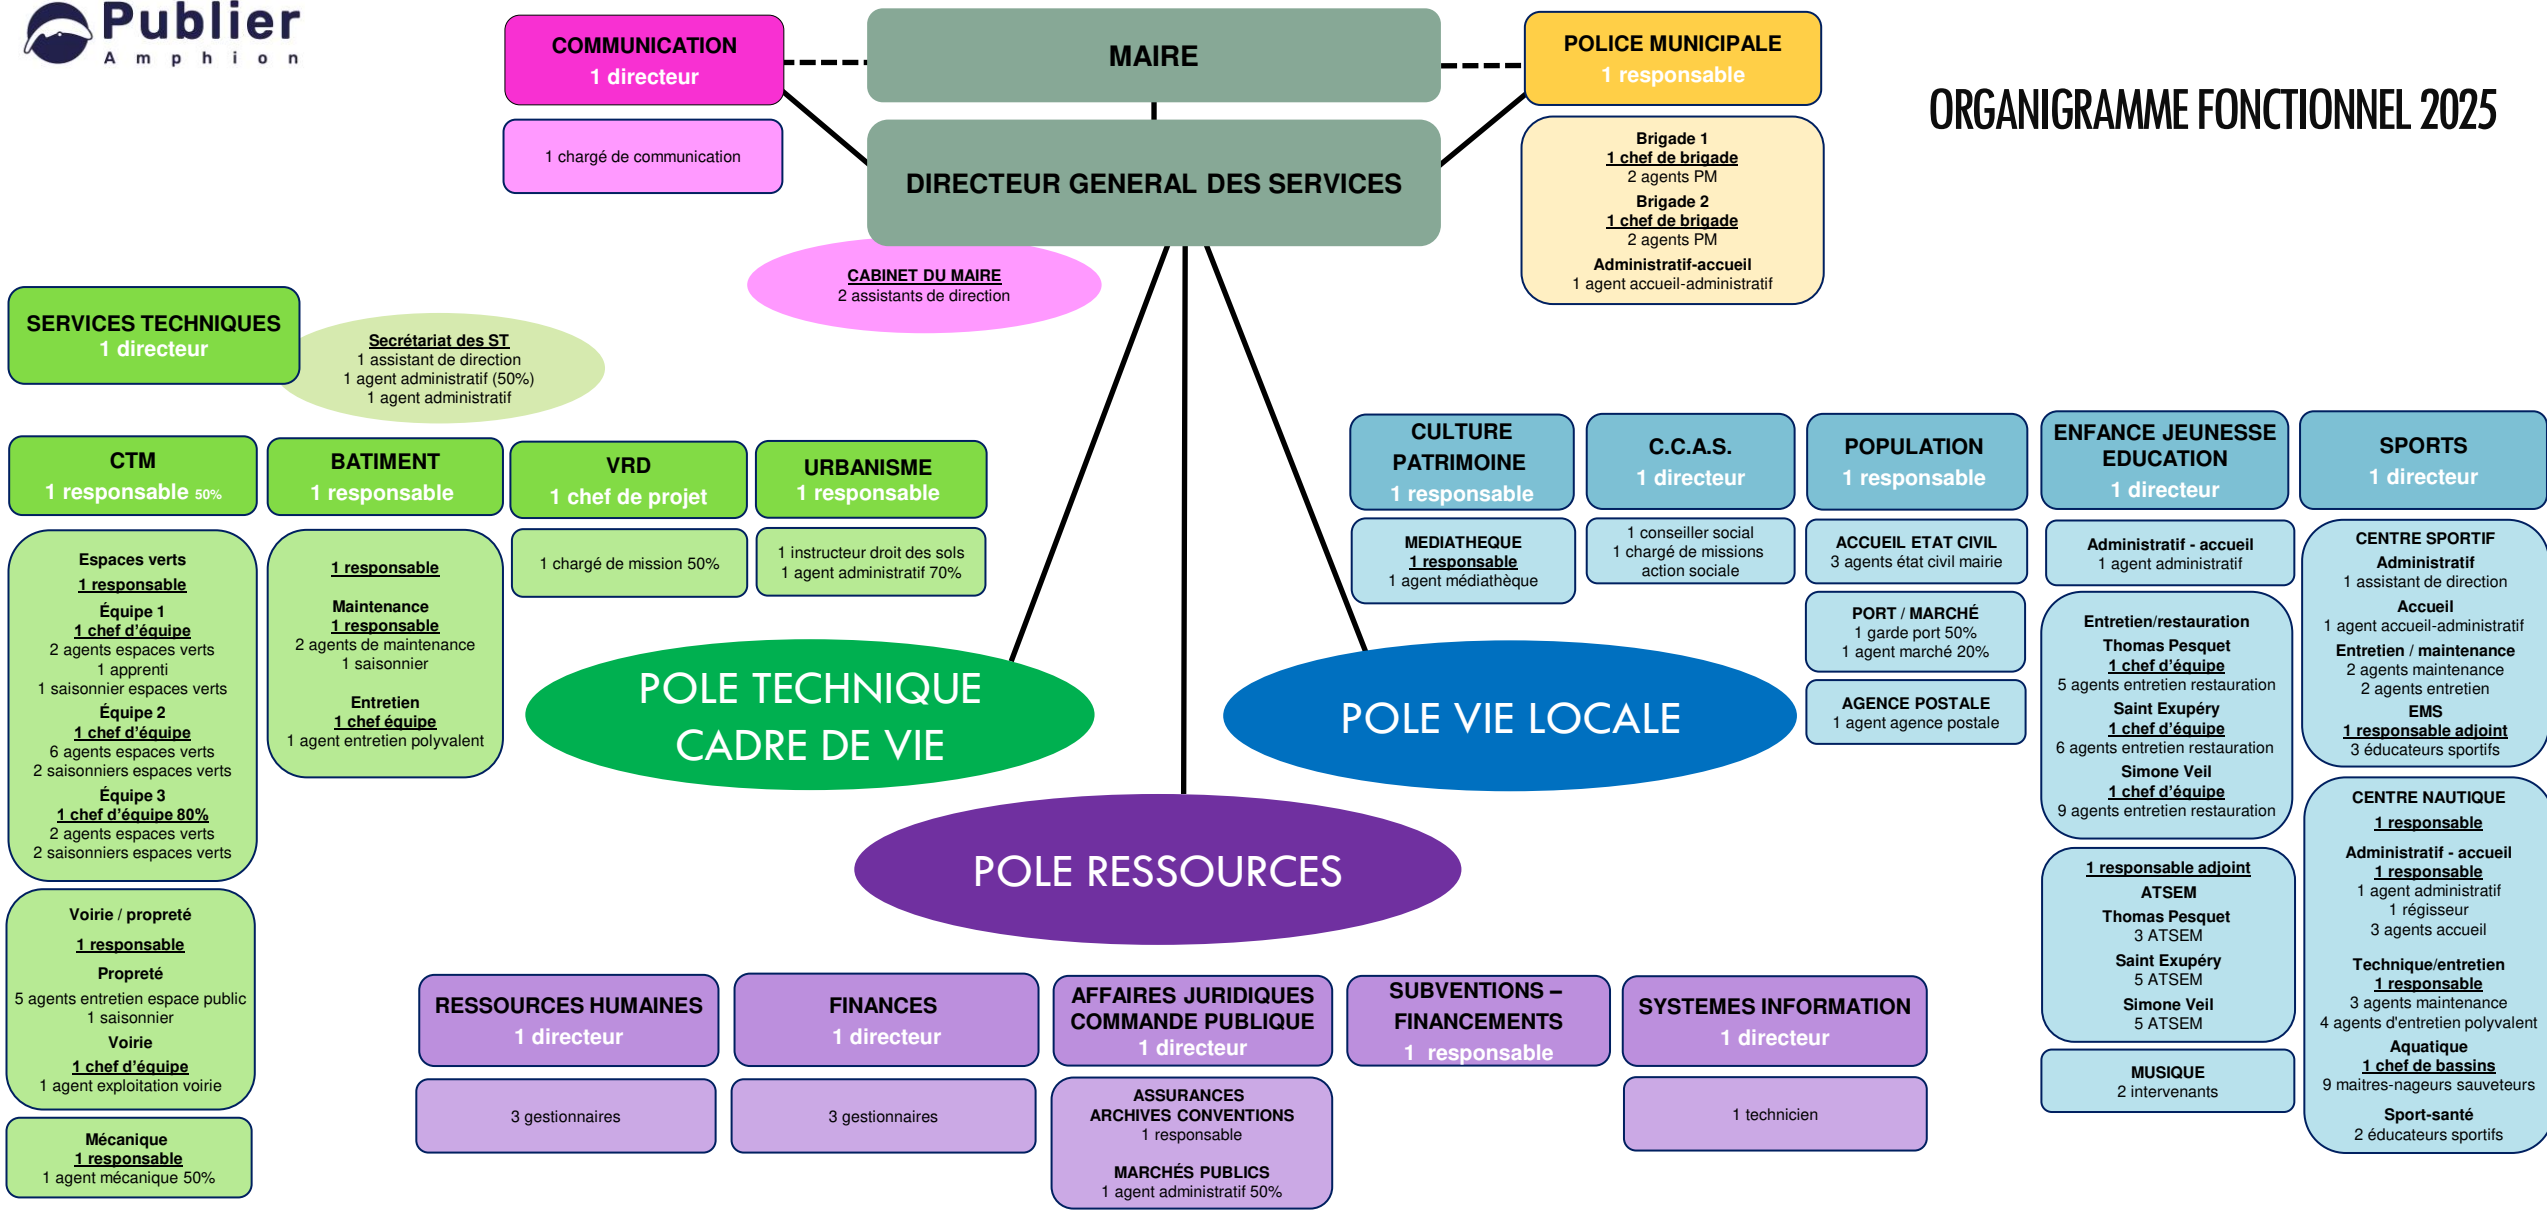 Publier
Amphion
COMMUNICATION
1 directeur
1 chargé de communication
MAIRE
DIRECTEUR GENERAL DES SERVICES
POLICE MUNICIPALE
1 responsable
Brigade 1
1 chef de brigade
2 agents PM
Brigade 2
1 chef de brigade
2 agents PM
Administratif-accueil
1 agent accueil-administratif
ORGANIGRAMME FONCTIONNEL 2025
CABINET DU MAIRE
2 assistants de direction
SERVICES TECHNIQUES
1 directeur
Secrétariat des ST
1 assistant de direction
1 agent administratif (50%)
1 agent administratif
CTM
1 responsable 50%
Espaces verts
1 responsable
Équipe 1
1 chef d'équipe
2 agents espaces verts
1 apprenti
1 saisonnier espaces verts
Équipe 2
1 chef d'équipe
6 agents espaces verts
2 saisonniers espaces verts
Équipe 3
1 chef d'équipe 80%
2 agents espaces verts
2 saisonniers espaces verts
Voirie / propreté
1 responsable
Propreté
5 agents entretien espace public
1 saisonnier
Voirie
1 chef d'équipe
1 agent exploitation voirie
Mécanique
1 responsable
1 agent mécanique 50%
BATIMENT
1 responsable
1 responsable
Maintenance
1 responsable
2 agents de maintenance
1 saisonnier
Entretien
1 chef équipe
1 agent entretien polyvalent
VRD
1 chef de projet
1 chargé de mission 50%
URBANISME
1 responsable
1 instructeur droit des sols
1 agent administratif 70%
POLE TECHNIQUE
CADRE DE VIE
POLE VIE LOCALE
POLE RESSOURCES
CULTURE
PATRIMOINE
1 responsable
MEDIATHEQUE
1 responsable
1 agent médiathèque
C.C.A.S.
1 directeur
1 conseiller social
1 chargé de missions
action sociale
POPULATION
1 responsable
ACCUEIL ETAT CIVIL
3 agents état civil mairie
PORT / MARCHÉ
1 garde port 50%
1 agent marché 20%
AGENCE POSTALE
1 agent agence postale
ENFANCE JEUNESSE
EDUCATION
1 directeur
Administratif - accueil
1 agent administratif
Entretien/restauration
Thomas Pesquet
1 chef d'équipe
5 agents entretien restauration
Saint Exupéry
1 chef d'équipe
6 agents entretien restauration
Simone Veil
1 chef d'équipe
9 agents entretien restauration
1 responsable adjoint
ATSEM
Thomas Pesquet
3 ATSEM
Saint Exupéry
5 ATSEM
Simone Veil
5 ATSEM
MUSIQUE
2 intervenants
SPORTS
1 directeur
CENTRE SPORTIF
Administratif
1 assistant de direction
Accueil
1 agent accueil-administratif
Entretien / maintenance
2 agents maintenance
2 agents entretien
EMS
1 responsable adjoint
3 éducateurs sportifs
CENTRE NAUTIQUE
1 responsable
Administratif - accueil
1 responsable
1 agent administratif
1 régisseur
3 agents accueil
Technique/entretien
1 responsable
3 agents maintenance
4 agents d'entretien polyvalent
Aquatique
1 chef de bassins
9 maitres-nageurs sauveteurs
Sport-santé
2 éducateurs sportifs
RESSOURCES HUMAINES
1 directeur
3 gestionnaires
FINANCES
1 directeur
3 gestionnaires
AFFAIRES JURIDIQUES
COMMANDE PUBLIQUE
1 directeur
ASSURANCES
ARCHIVES CONVENTIONS
1 responsable
MARCHÉS PUBLICS
1 agent administratif 50%
SUBVENTIONS –
FINANCEMENTS
1 responsable
SYSTEMES INFORMATION
1 directeur
1 technicien